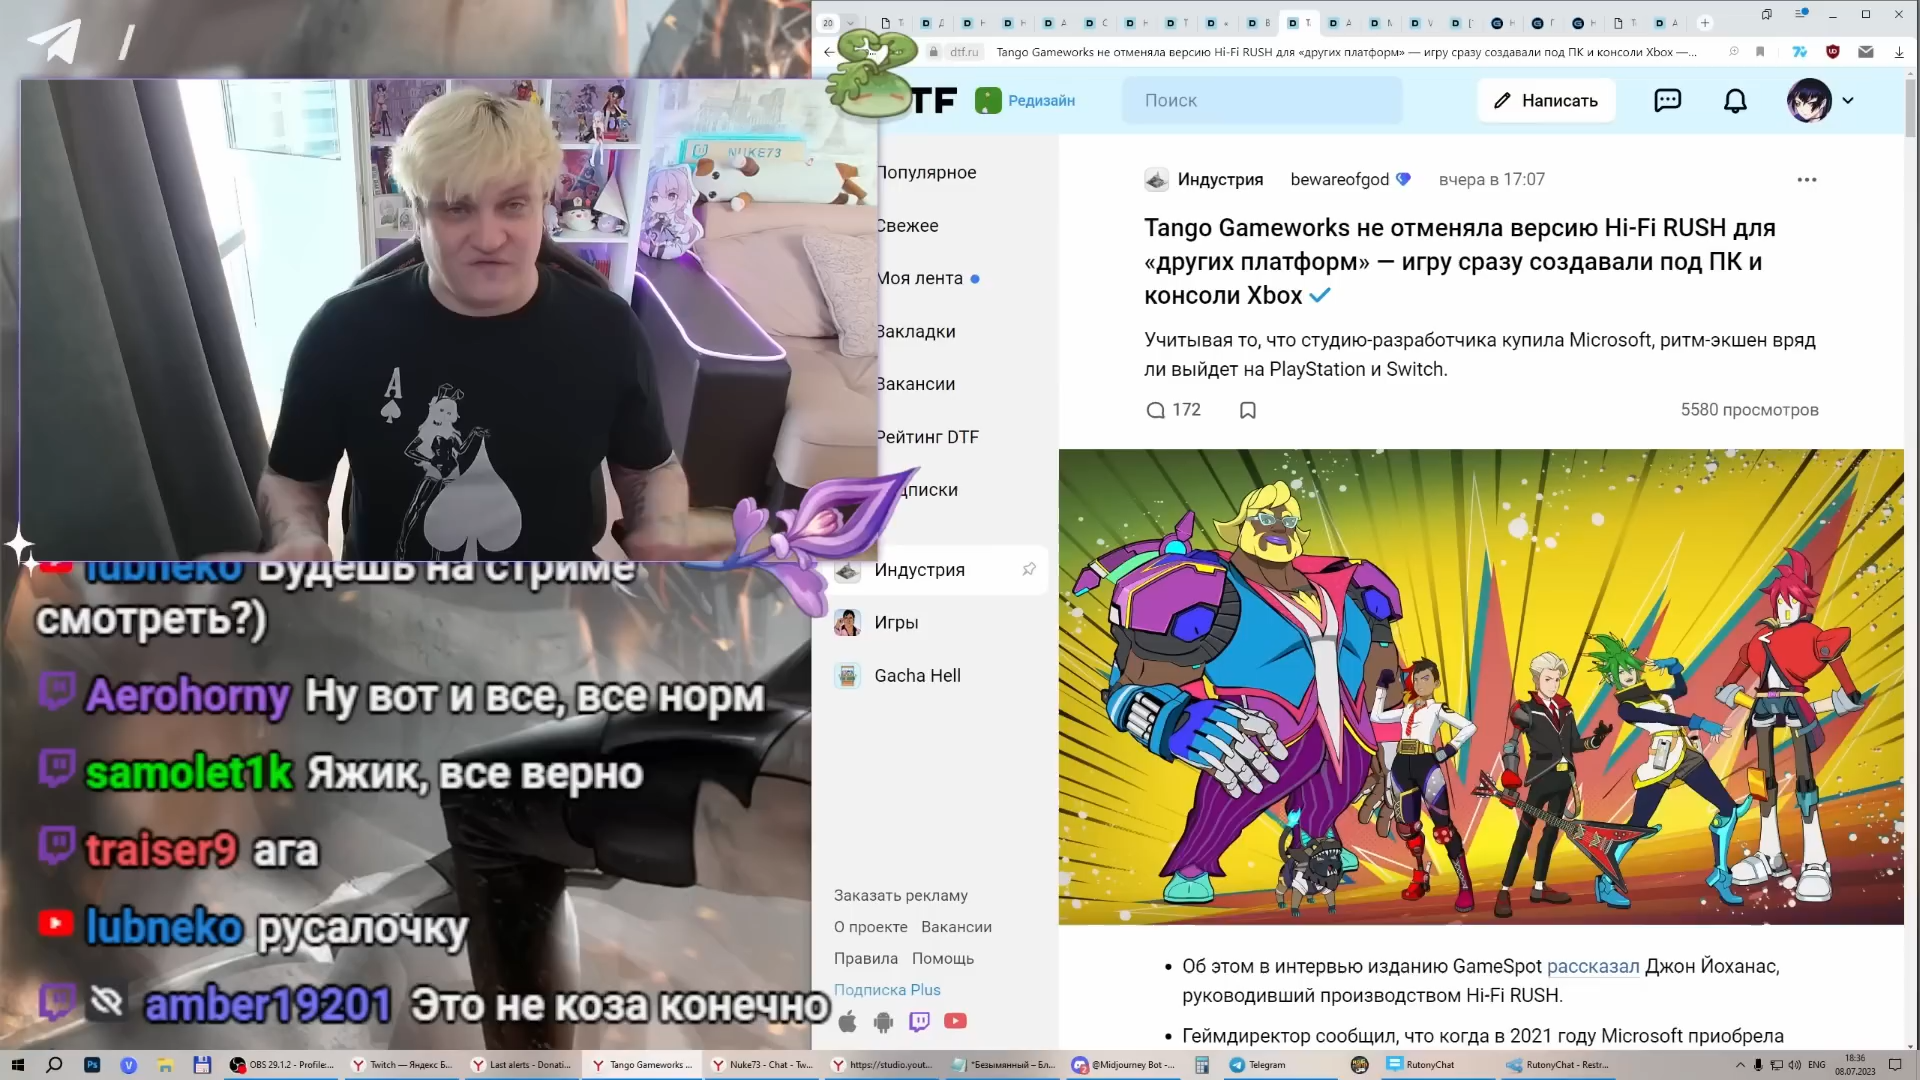 20
dtf.ru
Tango Gameworks не отменяла версию Hi-Fi RUSH для «других платформ» — игру сразу создавали под ПК и консоли Xbox —...
TF
Редизайн
Поиск
Написать
NUKE73
A
Популярное
Свежее
Моя лента
Закладки
Вакансии
Рейтинг DTF
Индустрия
Игры
Gacha Hell
Индустрия bewareofgod вчера в 17:07
Tango Gameworks не отменяла версию Hi-Fi RUSH для
«других платформ» — игру сразу создавали под ПК и
консоли Xbox
Учитывая то, что студию-разработчика купила Microsoft, ритм-экшен вряд
ли выйдет на PlayStation и Switch.
172
5580 просмотров
Об этом в интервью изданию GameSpot рассказал Джон Йоханас,
руководивший производством Hi-Fi RUSH.
Геймдиректор сообщил, что когда в 2021 году Microsoft приобрела
Заказать рекламу
О проекте Вакансии
Правила Помощь
Подписка Plus
lubneko Будешь на стриме
смотреть?)
Aerohorny Ну вот и все, все норм
samolet1k Яжик, все верно
traiser9 ага
lubneko русалочку
amber19201 Это не коза конечно
OBS 29.1.2 - Profile:...
Twitch — Яндекс Б...
Last alerts - Donati...
Tango Gameworks ...
Nuke73 - Chat - Tw...
https://studio.yout...
*Безымянный – Бл...
@Midjourney Bot -...
Telegram
RutonyChat
RutonyChat - Restr...
ENG
18:36
08.07.2023